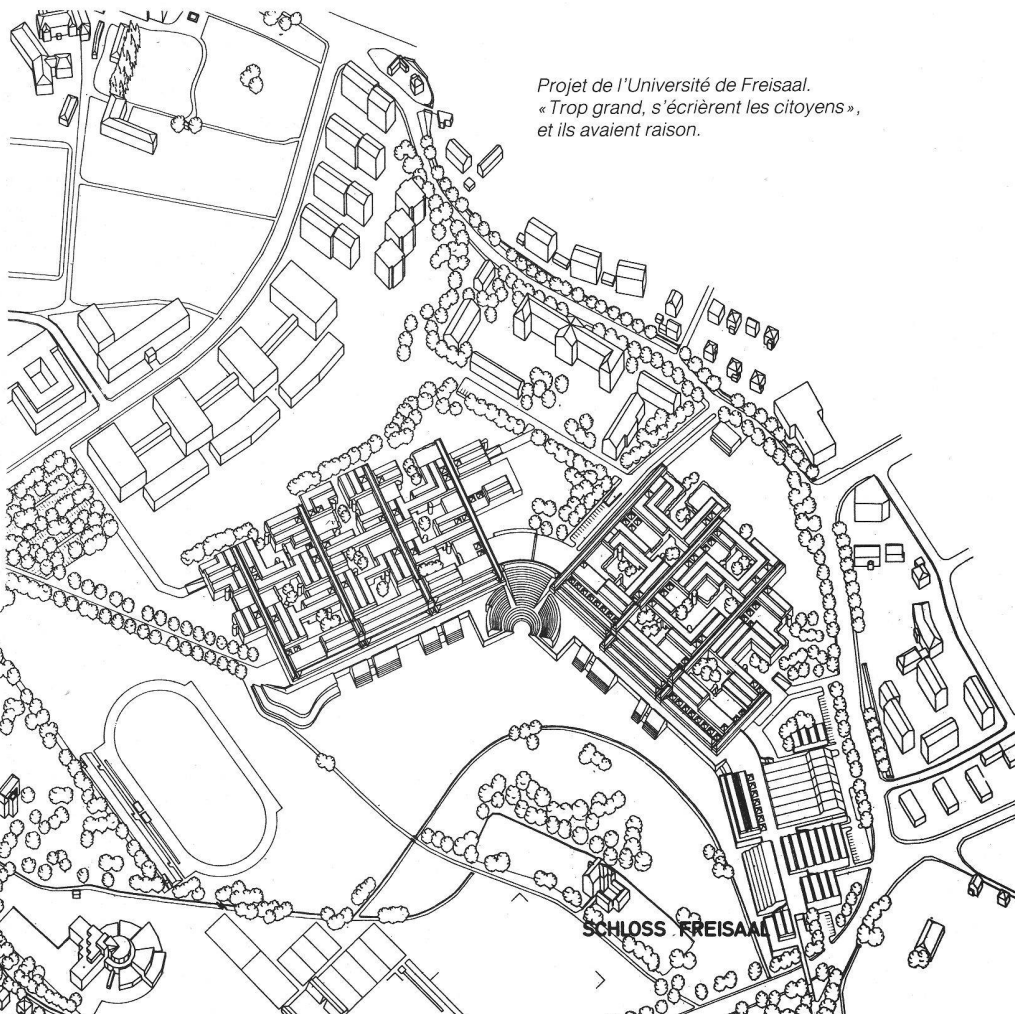 Projet de l'Université de Freisaal.
«Trop grand, s'écrièrent les citoyens»,
et ils avaient raison.
SCHLOSS FREISAAL